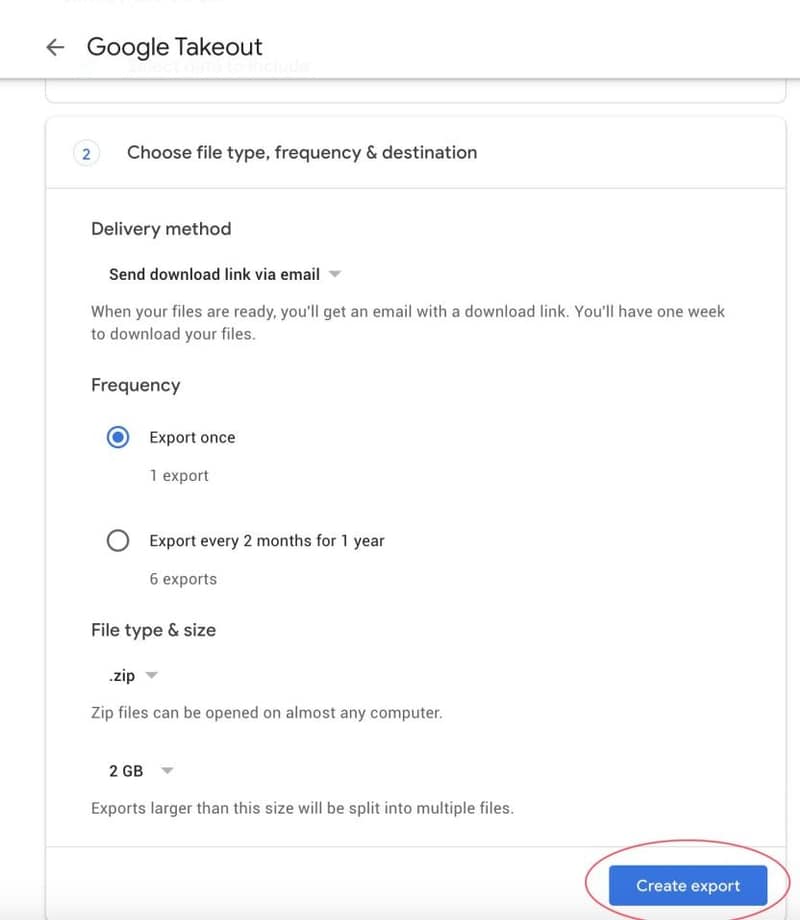 Google Takeout
Select data to include
2
Choose file type, frequency & destination
Delivery method
Send download link via email
When your files are ready, you'll get an email with a download link. You'll have one week
to download your files.
Frequency
Export once
1 export
Export every 2 months for 1 year
6 exports
File type & size
.zip
Zip files can be opened on almost any computer.
2 GB
Exports larger than this size will be split into multiple files.
Create export